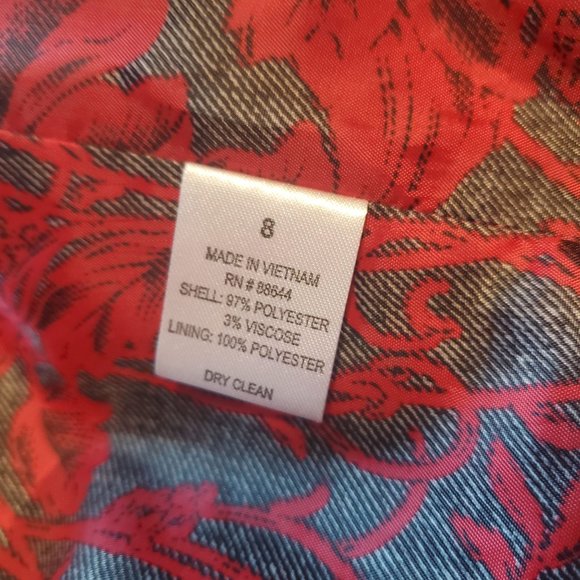 8
MADE IN VIETNAM
RN # 88644
SHELL: 97% POLYESTER
3% VISCOSE
LINING: 100% POLYESTER
DRY CLEAN